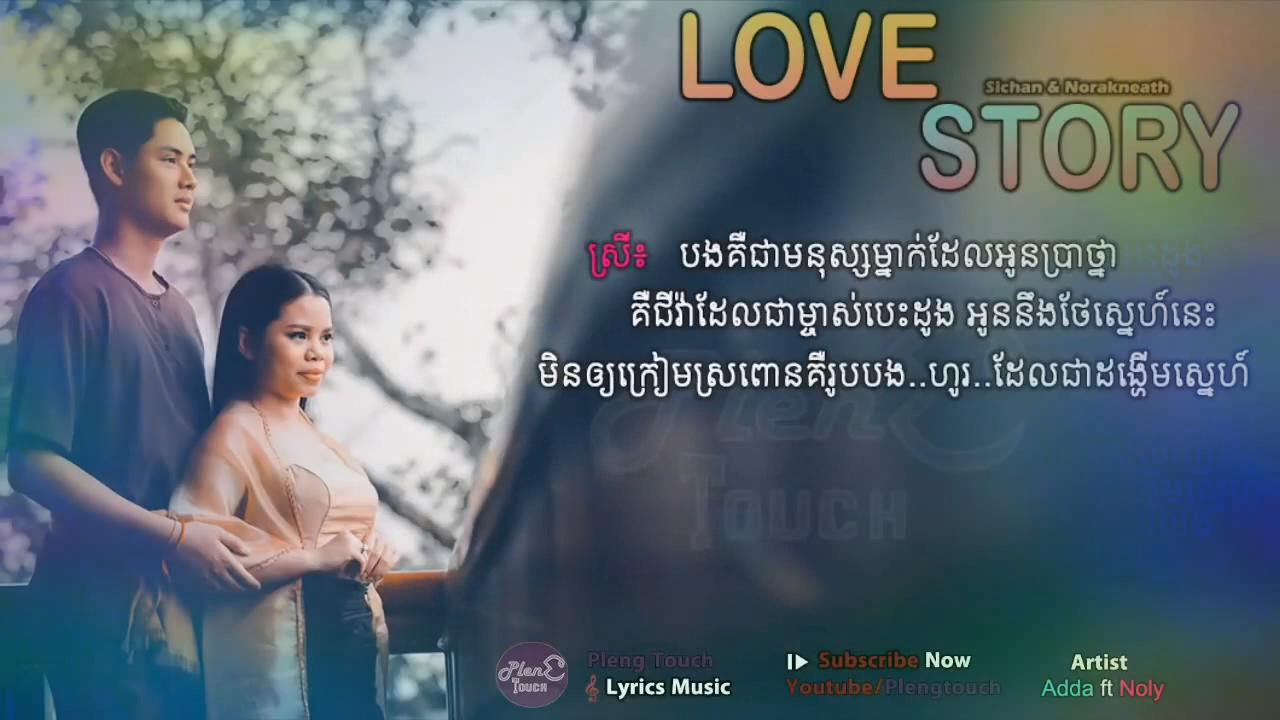 LOVE
Sichan & Norakneath
STORY
ស្រី៖ បងគឺជាមនុស្សម្នាក់ដែលអូនប្រាថ្នា
គឺជីវ៉ាដែលជាម្ចាស់បេះដូង អូននឹងថែស្នេហ៍នេះ
មិនឲ្យក្រៀមស្រពោនគឺរូបបង..ហូរ..ដែលជាដង្ហើមស្នេហ៍
PlenE
Touch
PlenE
Touch
Pleng Touch
Lyrics Music
Subscribe Now
Youtube/Plengtouch
Artist
Adda ft Noly